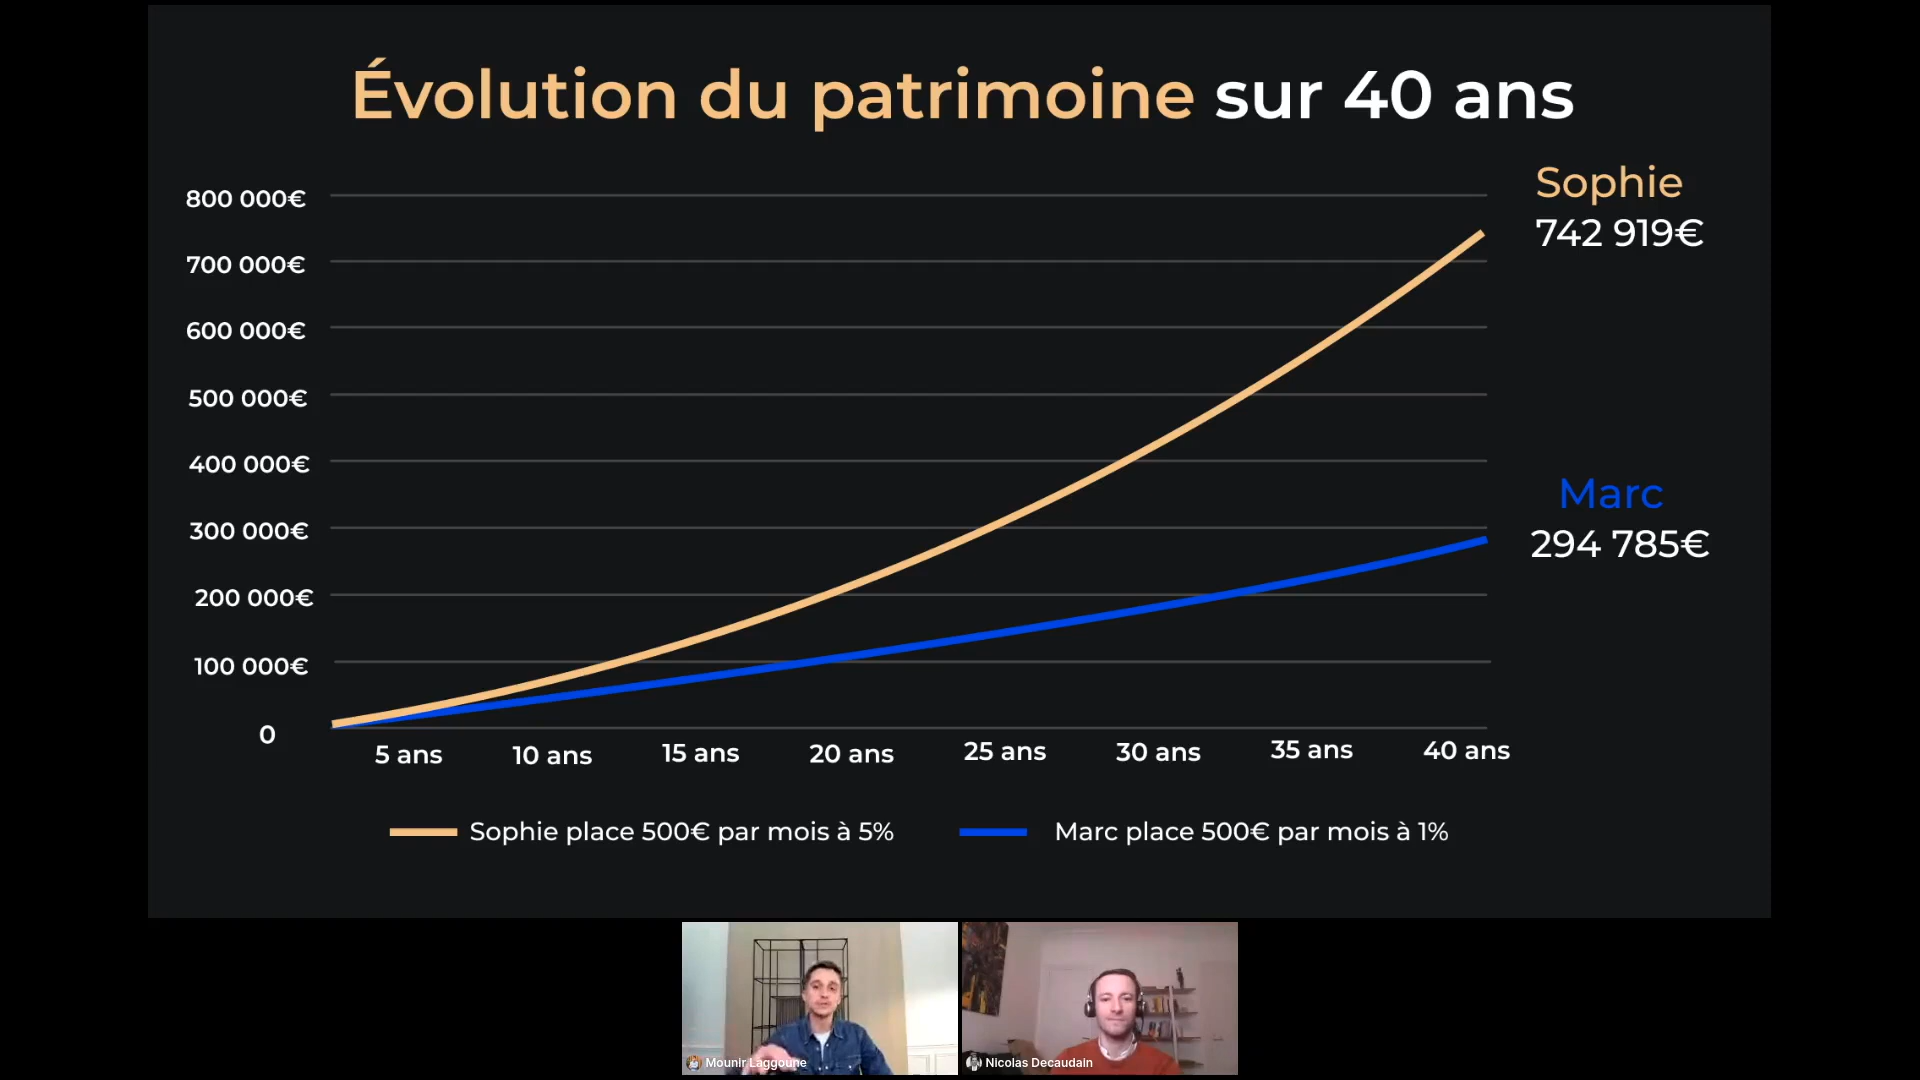 Évolution du patrimoine sur 40 ans
Sophie
742 919€
800 000€
700 000€
600 000€
500 000€
400 000€
Marc
294 785€
300 000€
200 000€
100 000€
0
5 ans
10 ans
15 ans
20 ans
25 ans
30 ans
35 ans
40 ans
Sophie place 500€ par mois à 5%
Marc place 500€ par mois à 1%
Mounir Laggoune
Nicolas Decaudain